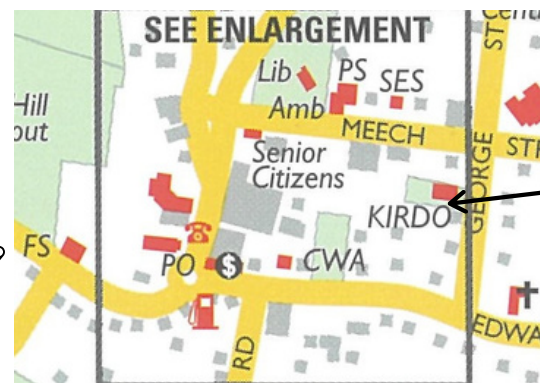 SEE ENLARGEMENT
Lib
PS
SES
Amb
Hill
out
MEECH
ST
STR
Senior
Citizens
GEORGE
KIRDO
FS
PO
$
CWA
EDWA
RD